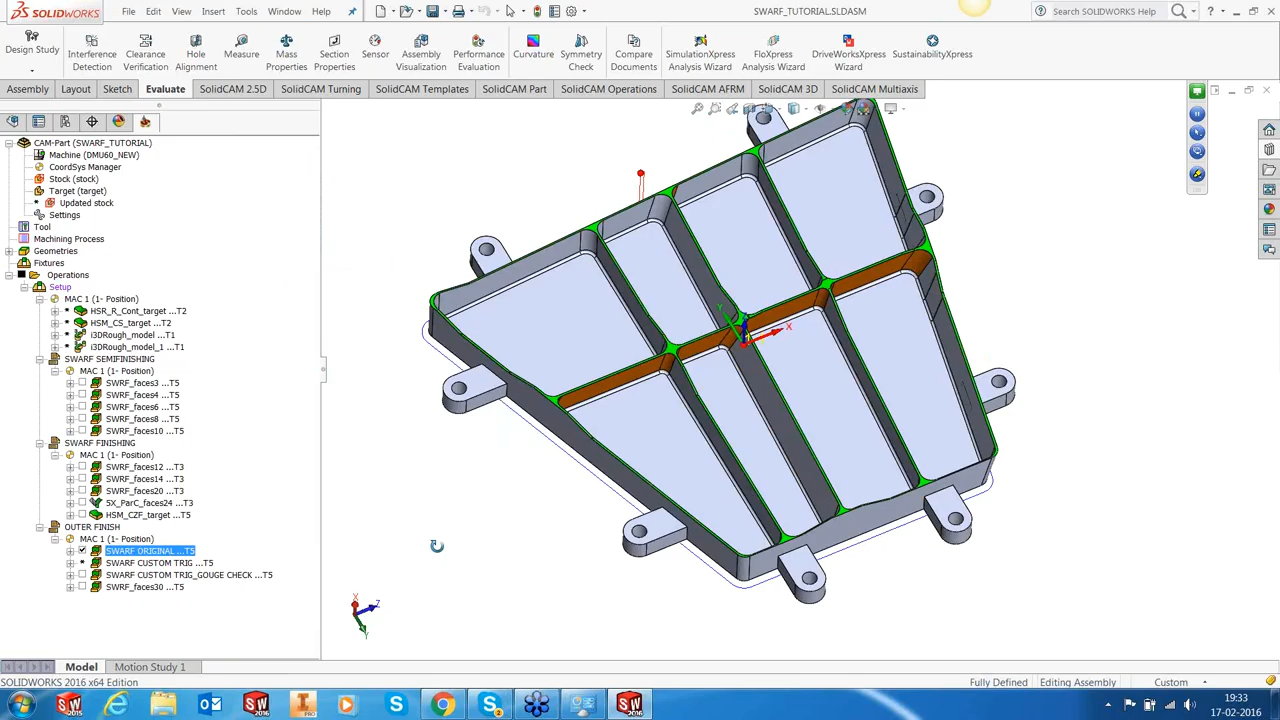 SOLIDWORKS
File Edit View Insert Tools Window Help
SWARF_TUTORIAL.SLDASM
Search SOLIDWORKS Help
Design Study
Interference Detection
Clearance Verification
Hole Alignment
Measure
Mass Properties
Section Properties
Sensor
Assembly Visualization
Performance Evaluation
Curvature
Symmetry Check
Compare Documents
SimulationXpress Analysis Wizard
FloXpress Analysis Wizard
DriveWorksXpress Wizard
SustainabilityXpress
Assembly Layout Sketch Evaluate SolidCAM 2.5D SolidCAM Turning SolidCAM Templates SolidCAM Part SolidCAM Operations SolidCAM AFRM SolidCAM 3D SolidCAM Multiaxis
CAM-Part (SWARF_TUTORIAL)
Machine (DMU60_NEW)
CoordSys Manager
Stock (stock)
Target (target)
Updated stock
Settings
Tool
Machining Process
Geometries
Fixtures
Operations
Setup
MAC 1 (1- Position)
HSR_R_Cont_target ...T2
HSM_CS_target ...T2
i3DRough_model ...T1
i3DRough_model_1 ...T1
SWARF SEMIFINISHING
MAC 1 (1- Position)
SWRF_faces3 ...T5
SWRF_faces4 ...T5
SWRF_faces6 ...T5
SWRF_faces8 ...T5
SWRF_faces10 ...T5
SWARF FINISHING
MAC 1 (1- Position)
SWRF_faces12 ...T3
SWRF_faces14 ...T3
SWRF_faces20 ...T3
5X_ParC_faces24 ...T3
HSM_CZF_target ...T5
OUTER FINISH
MAC 1 (1- Position)
SWARF ORIGINAL ...T5
SWARF CUSTOM TRIG ...T5
SWARF CUSTOM TRIG_GOUGE CHECK ...T5
SWRF_faces30 ...T5
Y X
X Z Y
Model Motion Study 1
SOLIDWORKS 2016 x64 Edition
Fully Defined Editing Assembly Custom
19:33
17-02-2016